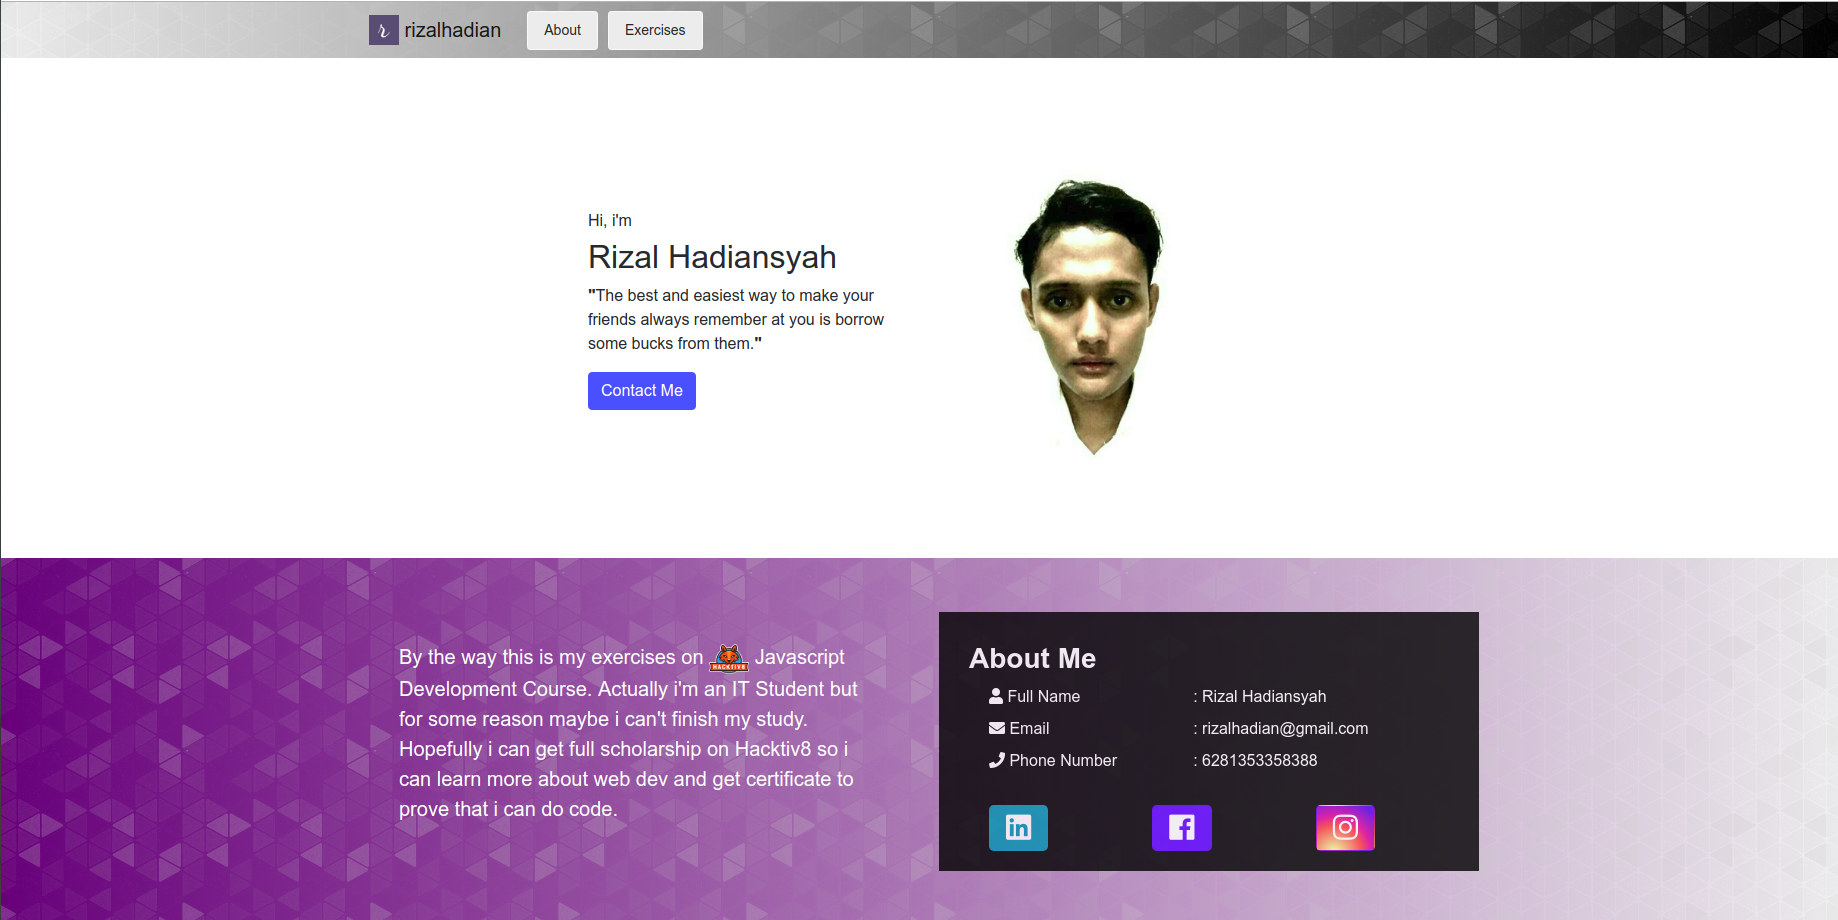 rizalhadian
About
Exercises
Hi, i'm
Rizal Hadiansyah
"The best and easiest way to make your
friends always remember at you is borrow
some bucks from them."
Contact Me
By the way this is my exercises on HACKTIV8 Javascript
Development Course. Actually i'm an IT Student but
for some reason maybe i can't finish my study.
Hopefully i can get full scholarship on Hacktiv8 so i
can learn more about web dev and get certificate to
prove that i can do code.
About Me
Full Name : Rizal Hadiansyah
Email : rizalhadian@gmail.com
Phone Number : 6281353358388